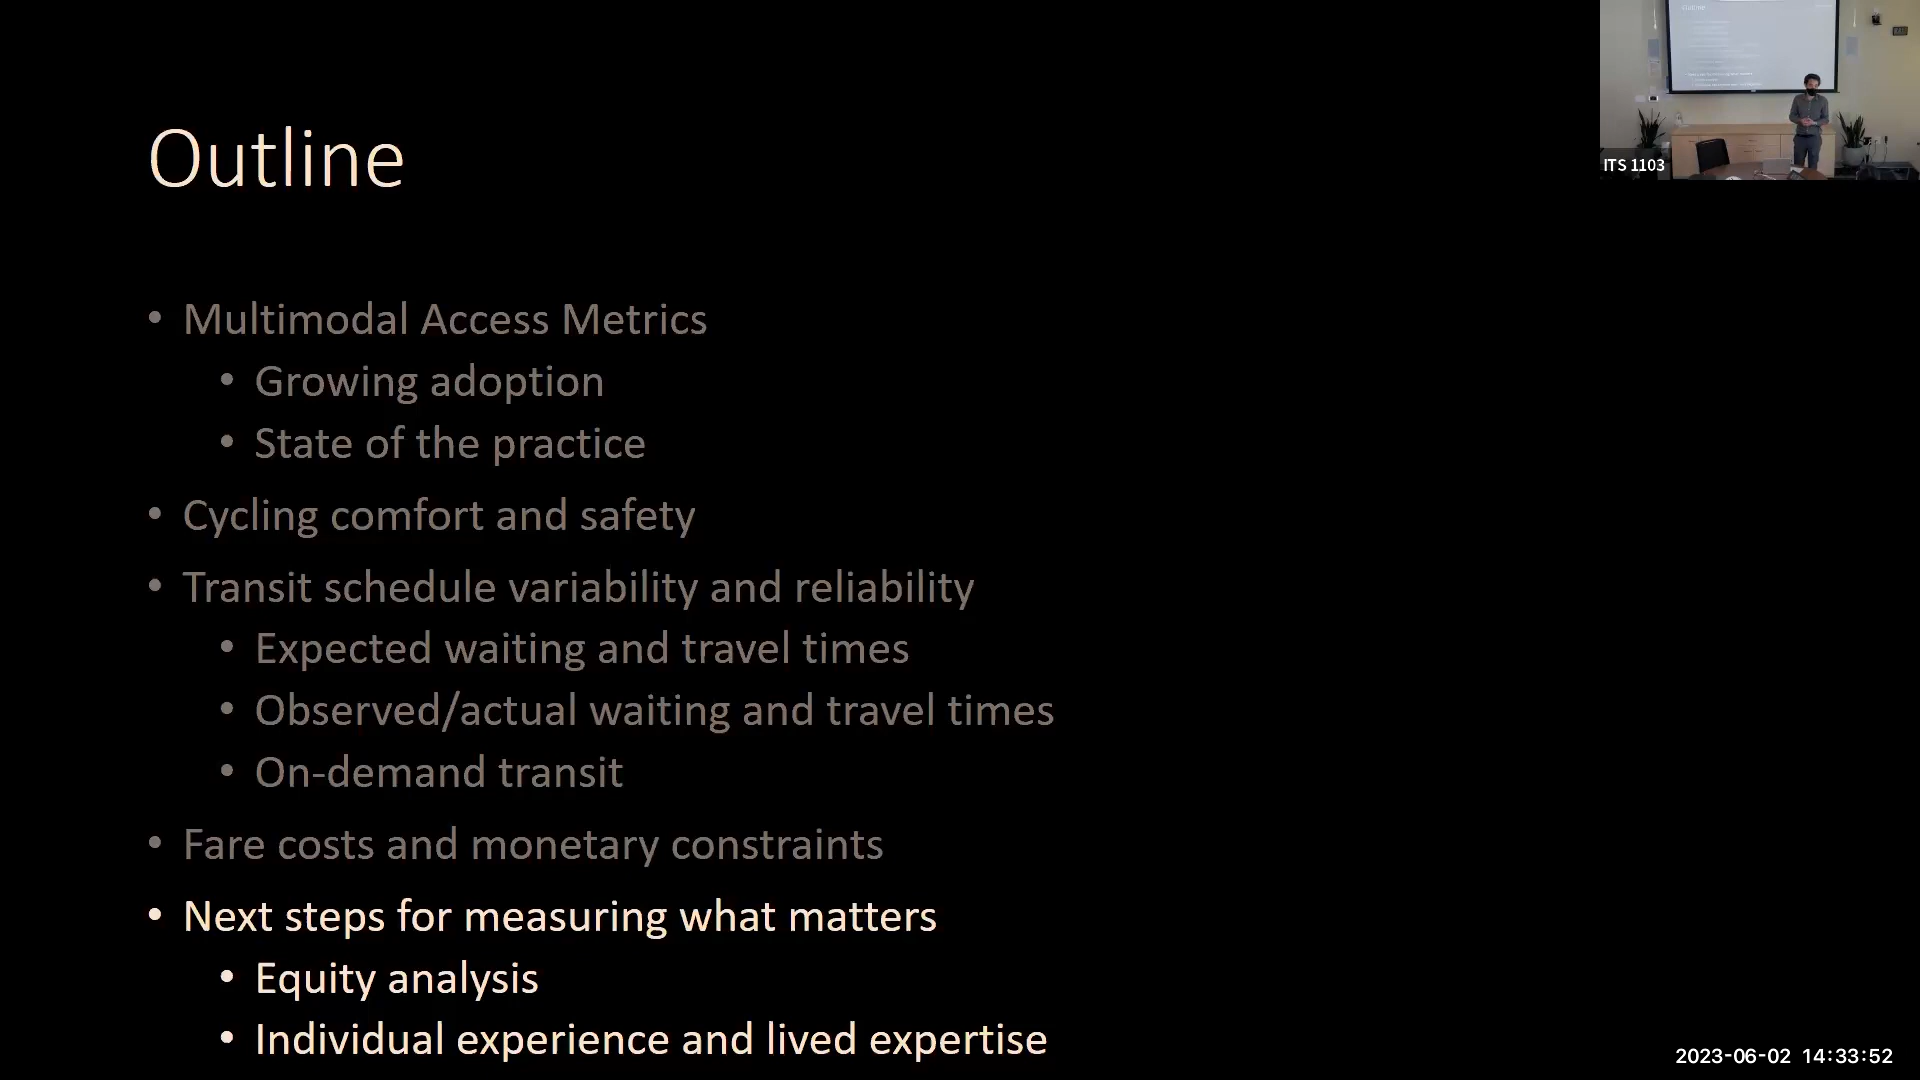 Outline
ITS 1103
• Multimodal Access Metrics
• Growing adoption
• State of the practice
• Cycling comfort and safety
• Transit schedule variability and reliability
• Expected waiting and travel times
• Observed/actual waiting and travel times
• On-demand transit
• Fare costs and monetary constraints
• Next steps for measuring what matters
• Equity analysis
• Individual experience and lived expertise
2023-06-02 14:33:52